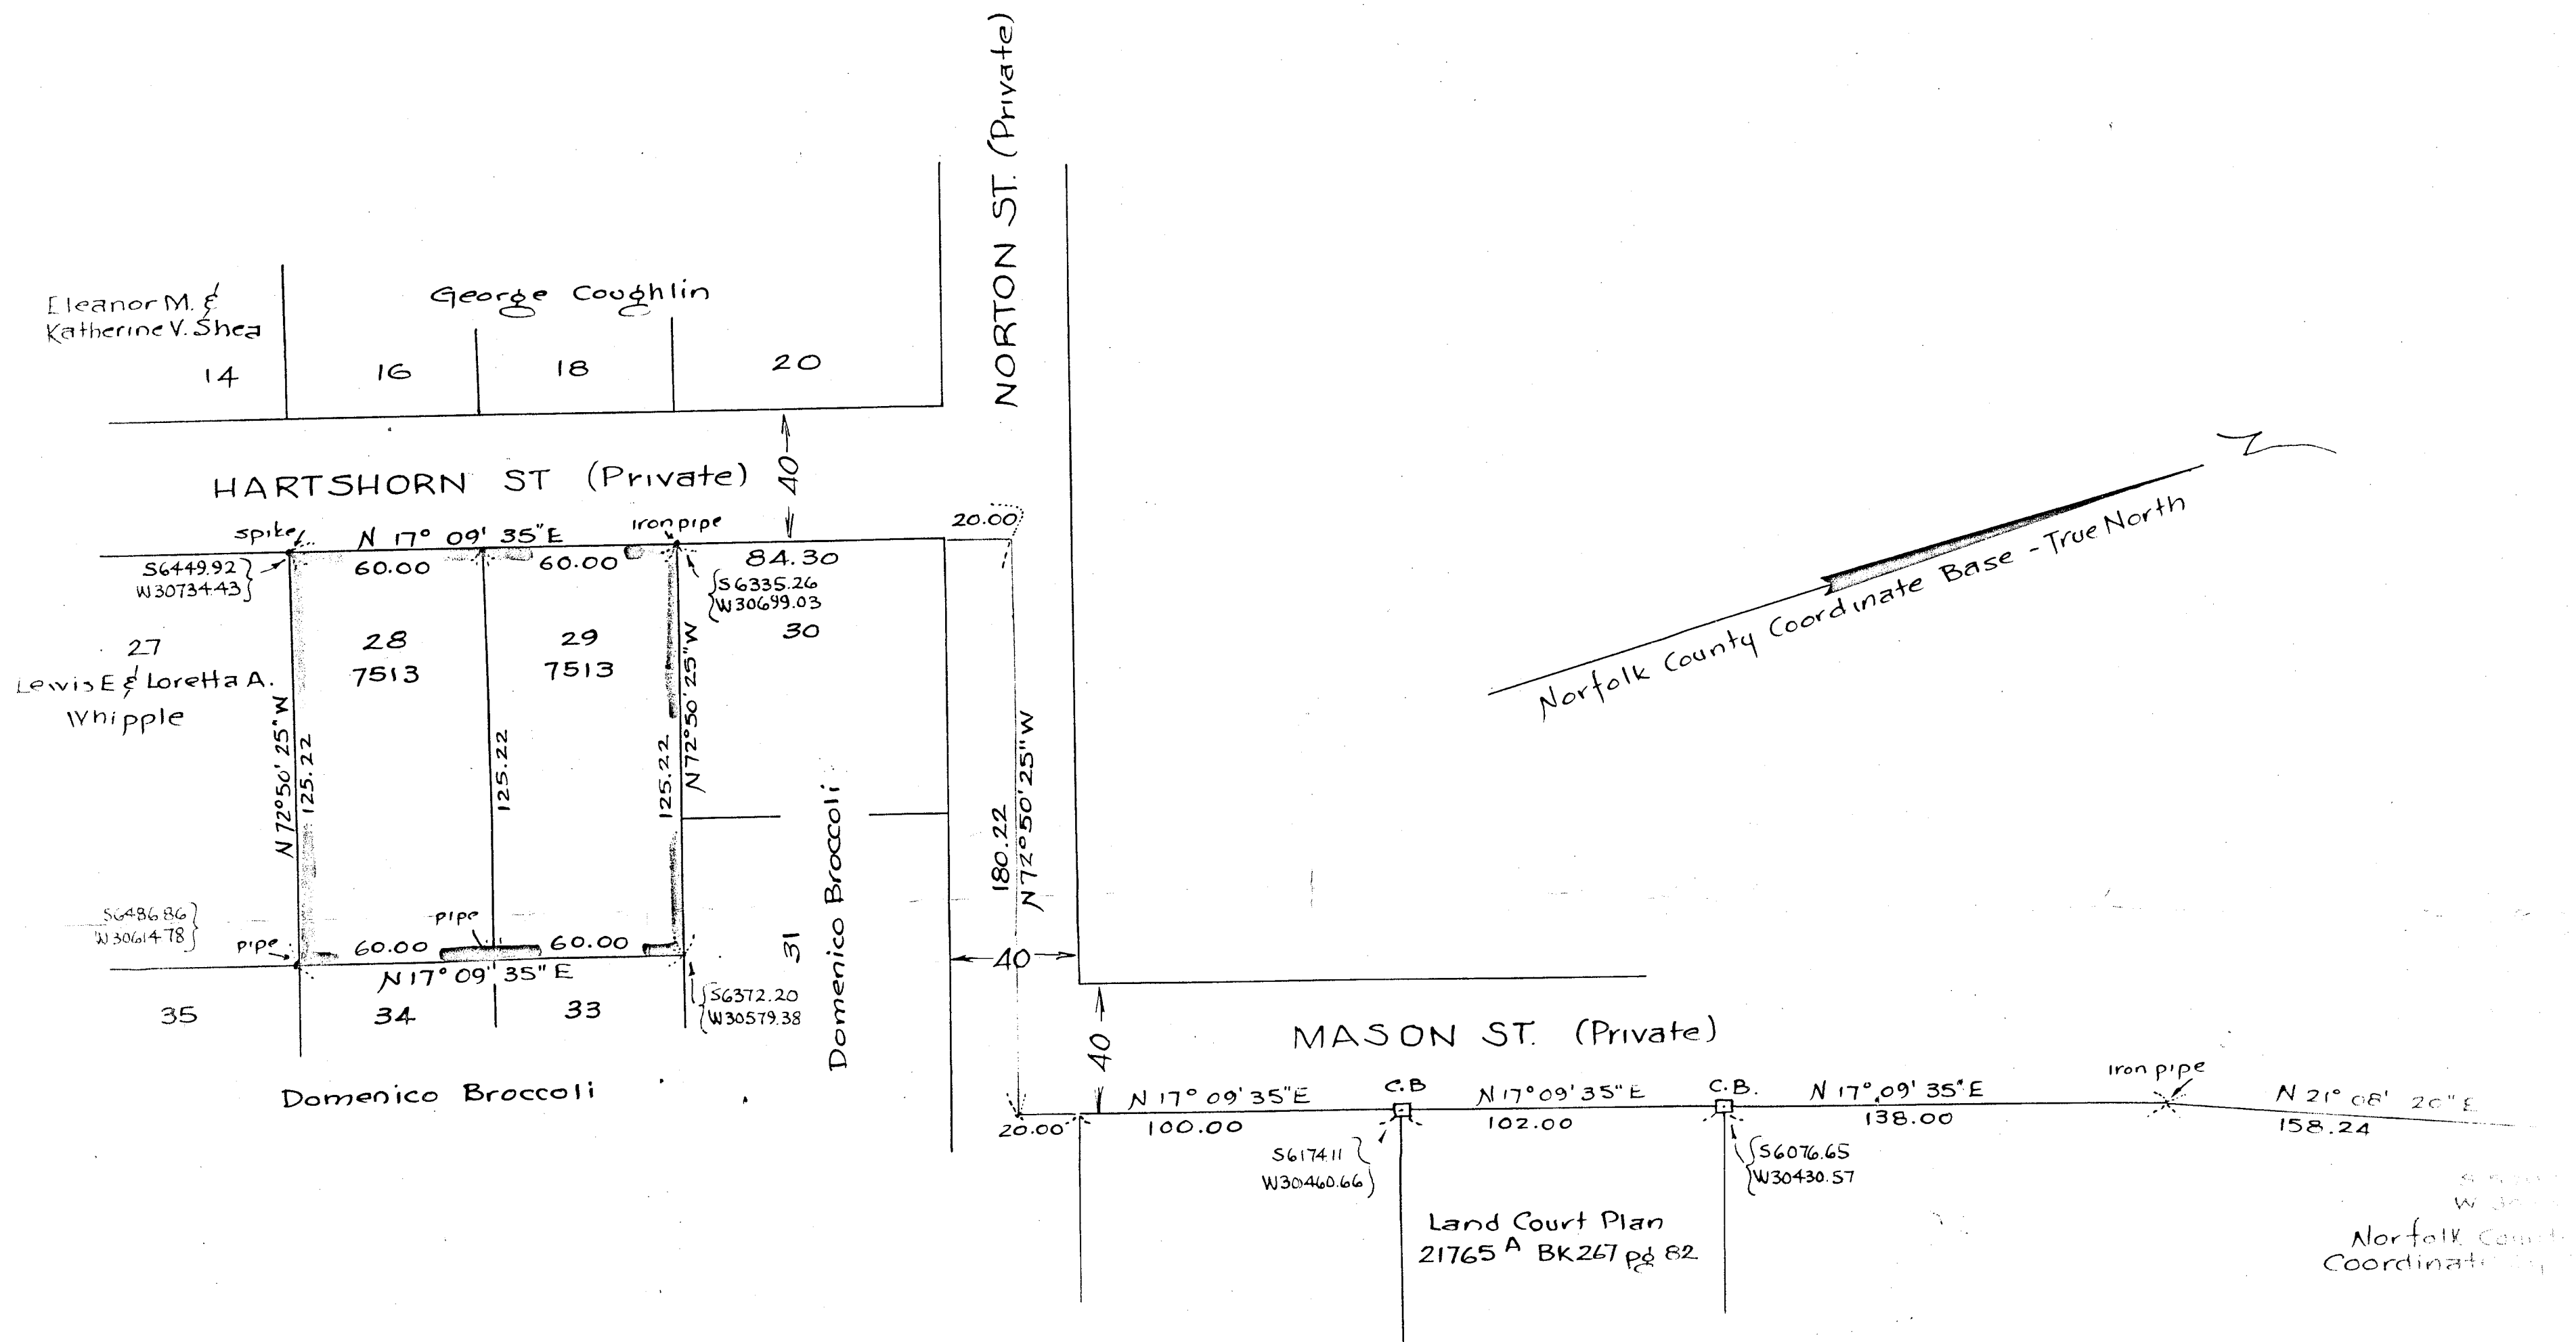 NORTON ST. (Private)
Eleanor M. &
Katherine V. Shea
George Coughlin
14
16
18
20
HARTSHORN ST (Private)
40
spike
N 17° 09' 35" E
Iron pipe
20.00
S6449.92
W30734.43
60.00
60.00
84.30
S6335.26
W30699.03
30
27
Lewis E & Loretta A.
Whipple
28
7513
29
7513
N 72° 50' 25" W
125.22
125.22
125.22
N 72° 50' 25" W
Domenico Broccoli
31
180.22
N 72° 50' 25" W
Norfolk County Coordinate Base - True North
S6486.86
W30614.78
pipe
pipe
60.00
60.00
N 17° 09' 35" E
40
35
34
33
S6372.20
W30579.38
Domenico Broccoli
MASON ST. (Private)
40
N 17° 09' 35" E
C.B
N 17° 09' 35" E
C.B.
N 17° 09' 35" E
Iron pipe
N 21° 08' 20" E
20.00
100.00
102.00
138.00
158.24
S6174.11
W30460.66
S6076.65
W30430.57
Land Court Plan
21765 A BK 267 pg 82
Norfolk